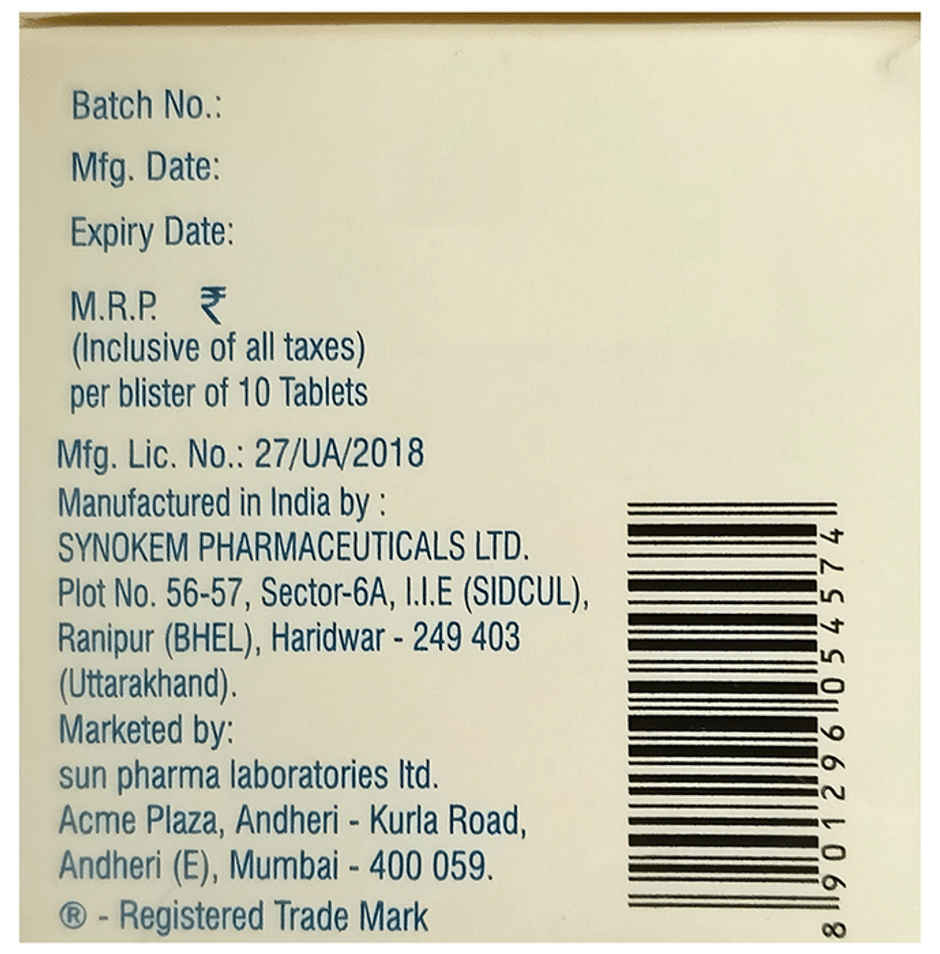 Batch No.:
Mfg. Date:
Expiry Date:
M.R.P. ₹
(Inclusive of all taxes)
per blister of 10 Tablets
Mfg. Lic. No.: 27/UA/2018
Manufactured in India by :
SYNOKEM PHARMACEUTICALS LTD.
Plot No. 56-57, Sector-6A, I.I.E (SIDCUL),
Ranipur (BHEL), Haridwar - 249 403
(Uttarakhand).
Marketed by:
sun pharma laboratories ltd.
Acme Plaza, Andheri - Kurla Road,
Andheri (E), Mumbai - 400 059.
® - Registered Trade Mark
8 901296 054574